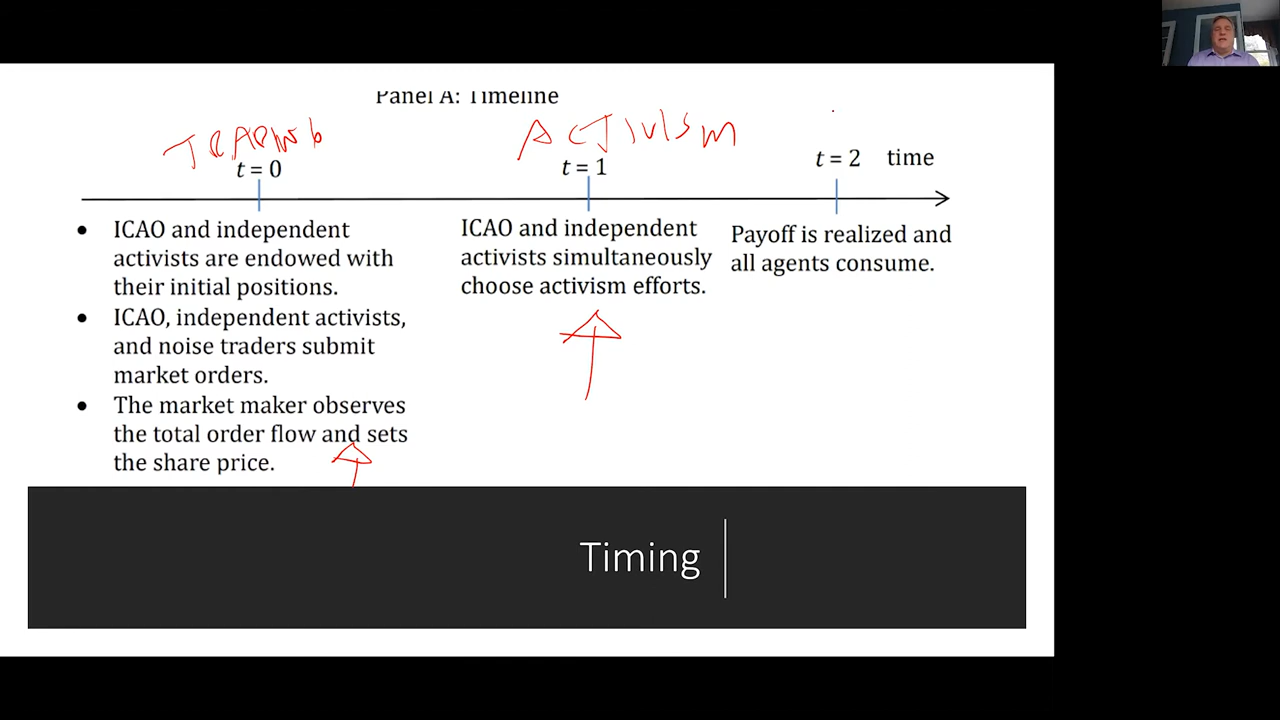 Panel A: Timeline
TRADING
ACTIVISM
t = 0
t = 1
t = 2 time
• ICAO and independent
activists are endowed with
their initial positions.
• ICAO, independent activists,
and noise traders submit
market orders.
• The market maker observes
the total order flow and sets
the share price.
ICAO and independent
activists simultaneously
choose activism efforts.
Payoff is realized and
all agents consume.
Timing